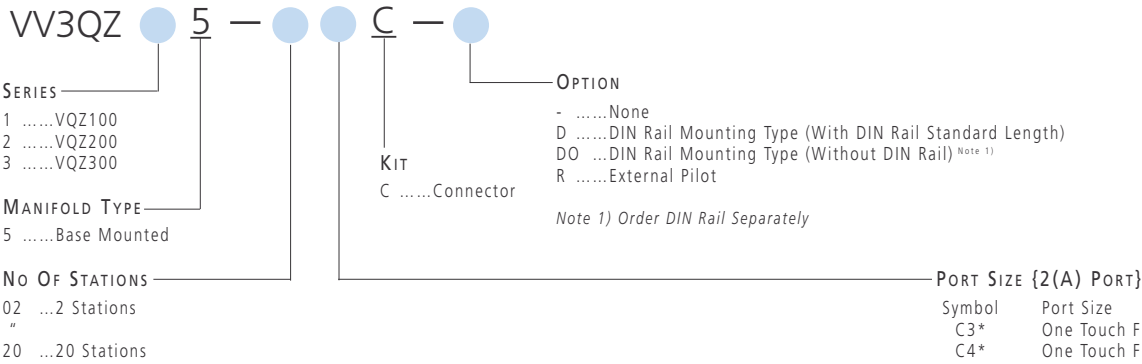 VV3QZ 5 — C —
SERIES
1 ......VQZ100
2 ......VQZ200
3 ......VQZ300
MANIFOLD TYPE
5 ......Base Mounted
NO OF STATIONS
02 ...2 Stations
"
20 ...20 Stations
KIT
C ......Connector
OPTION
- ......None
D ......DIN Rail Mounting Type (With DIN Rail Standard Length)
DO ...DIN Rail Mounting Type (Without DIN Rail) Note 1)
R ......External Pilot
Note 1) Order DIN Rail Separately
PORT SIZE {2(A) PORT}
Symbol Port Size
C3* One Touch F
C4* One Touch F